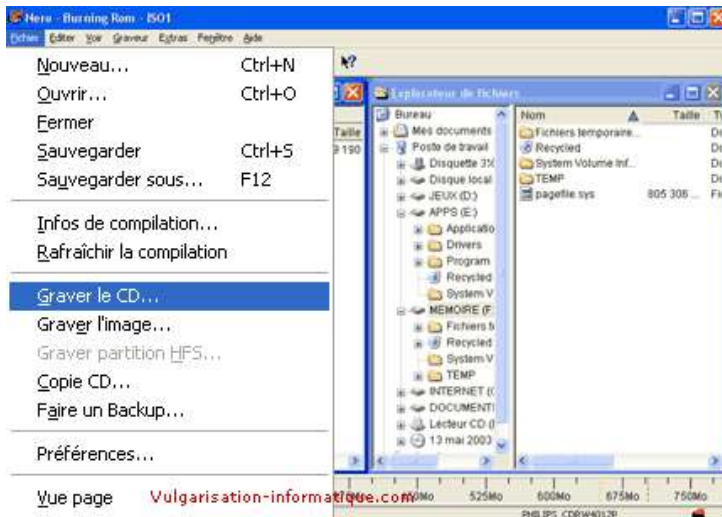 Nero - Burning Rom - ISO1
Fichier Editer Voir Graveur Extras Fenêtre Aide
Nouveau... Ctrl+N
Ouvrir... Ctrl+O
Fermer
Sauvegarder Ctrl+S
Sauvegarder sous... F12
Infos de compilation...
Rafraîchir la compilation
Graver le CD...
Graver l'image...
Graver partition HFS...
Copie CD...
Faire un Backup...
Préférences...
Vue page
Taille
190
Explorateur de fichiers
Bureau
Mes documents
Poste de travail
Disquette 3½
Disque local
JEUX (D:)
APPS (E:)
Applicatio
Drivers
Program
Recycled
System V
MEMOIRE (F:
Fichiers t
Recycled
System V
TEMP
INTERNET (
DOCUMENT
Lecteur CD (
13 mai 2003
Nom Taille
Fichiers temporaire...
Recycled
System Volume Inf...
TEMP
pagefile.sys 805 306 ...
Vulgarisation-informatique.com
525Mo 600Mo 675Mo 750Mo
PHILIPS CDRW4012P